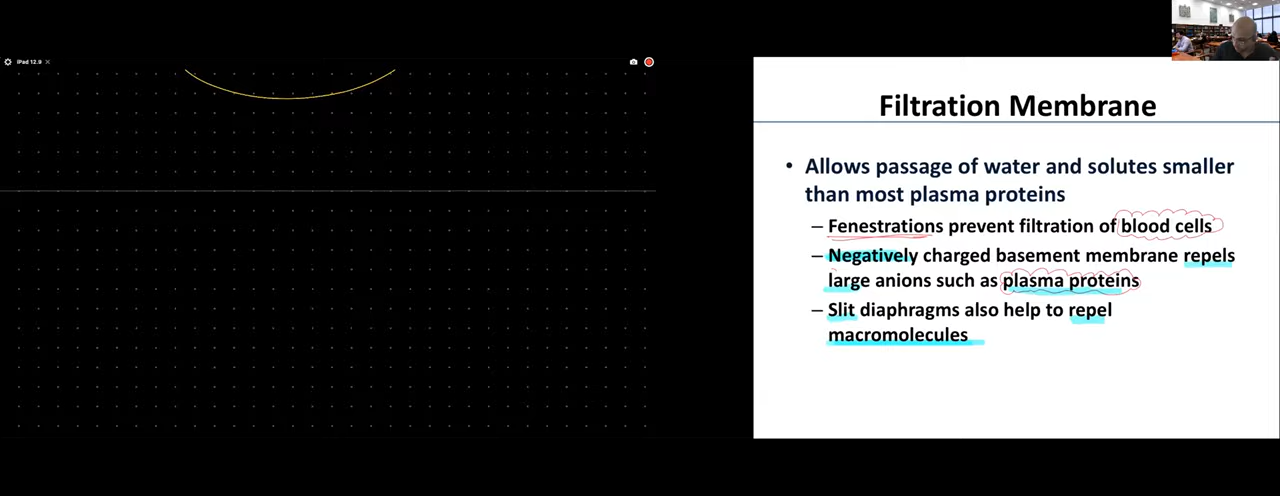 iPad 12.9
Filtration Membrane
• Allows passage of water and solutes smaller
than most plasma proteins
– Fenestrations prevent filtration of blood cells
– Negatively charged basement membrane repels
large anions such as plasma proteins
– Slit diaphragms also help to repel
macromolecules